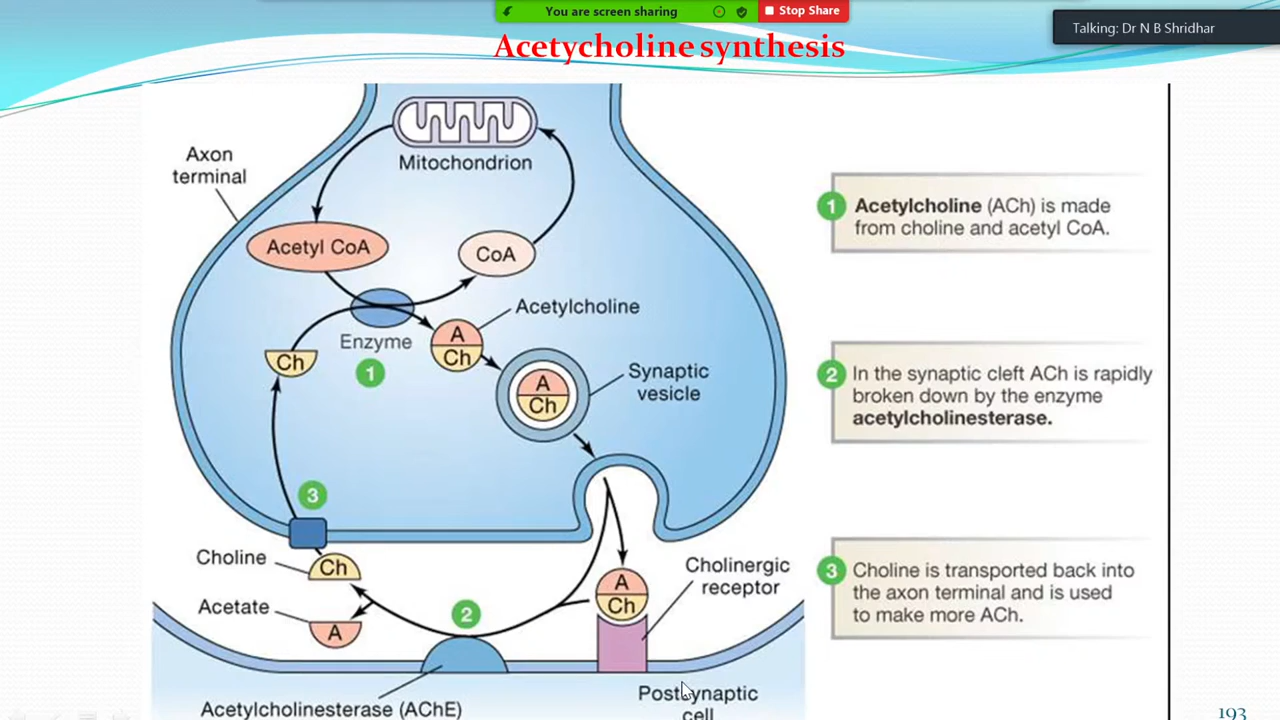 You are screen sharing
Stop Share
Talking: Dr N B Shridhar
Acetycholine synthesis
Mitochondrion
Axon
terminal
Acetyl CoA
CoA
Acetylcholine
Enzyme
1
A
Ch
Ch
Synaptic
vesicle
A
Ch
3
Choline
Ch
Acetate
A
2
A
Ch
Cholinergic
receptor
Acetylcholinesterase (AChE)
Postsynaptic
cell
1
Acetylcholine (ACh) is made
from choline and acetyl CoA.
2
In the synaptic cleft ACh is rapidly
broken down by the enzyme
acetylcholinesterase.
3
Choline is transported back into
the axon terminal and is used
to make more ACh.
193